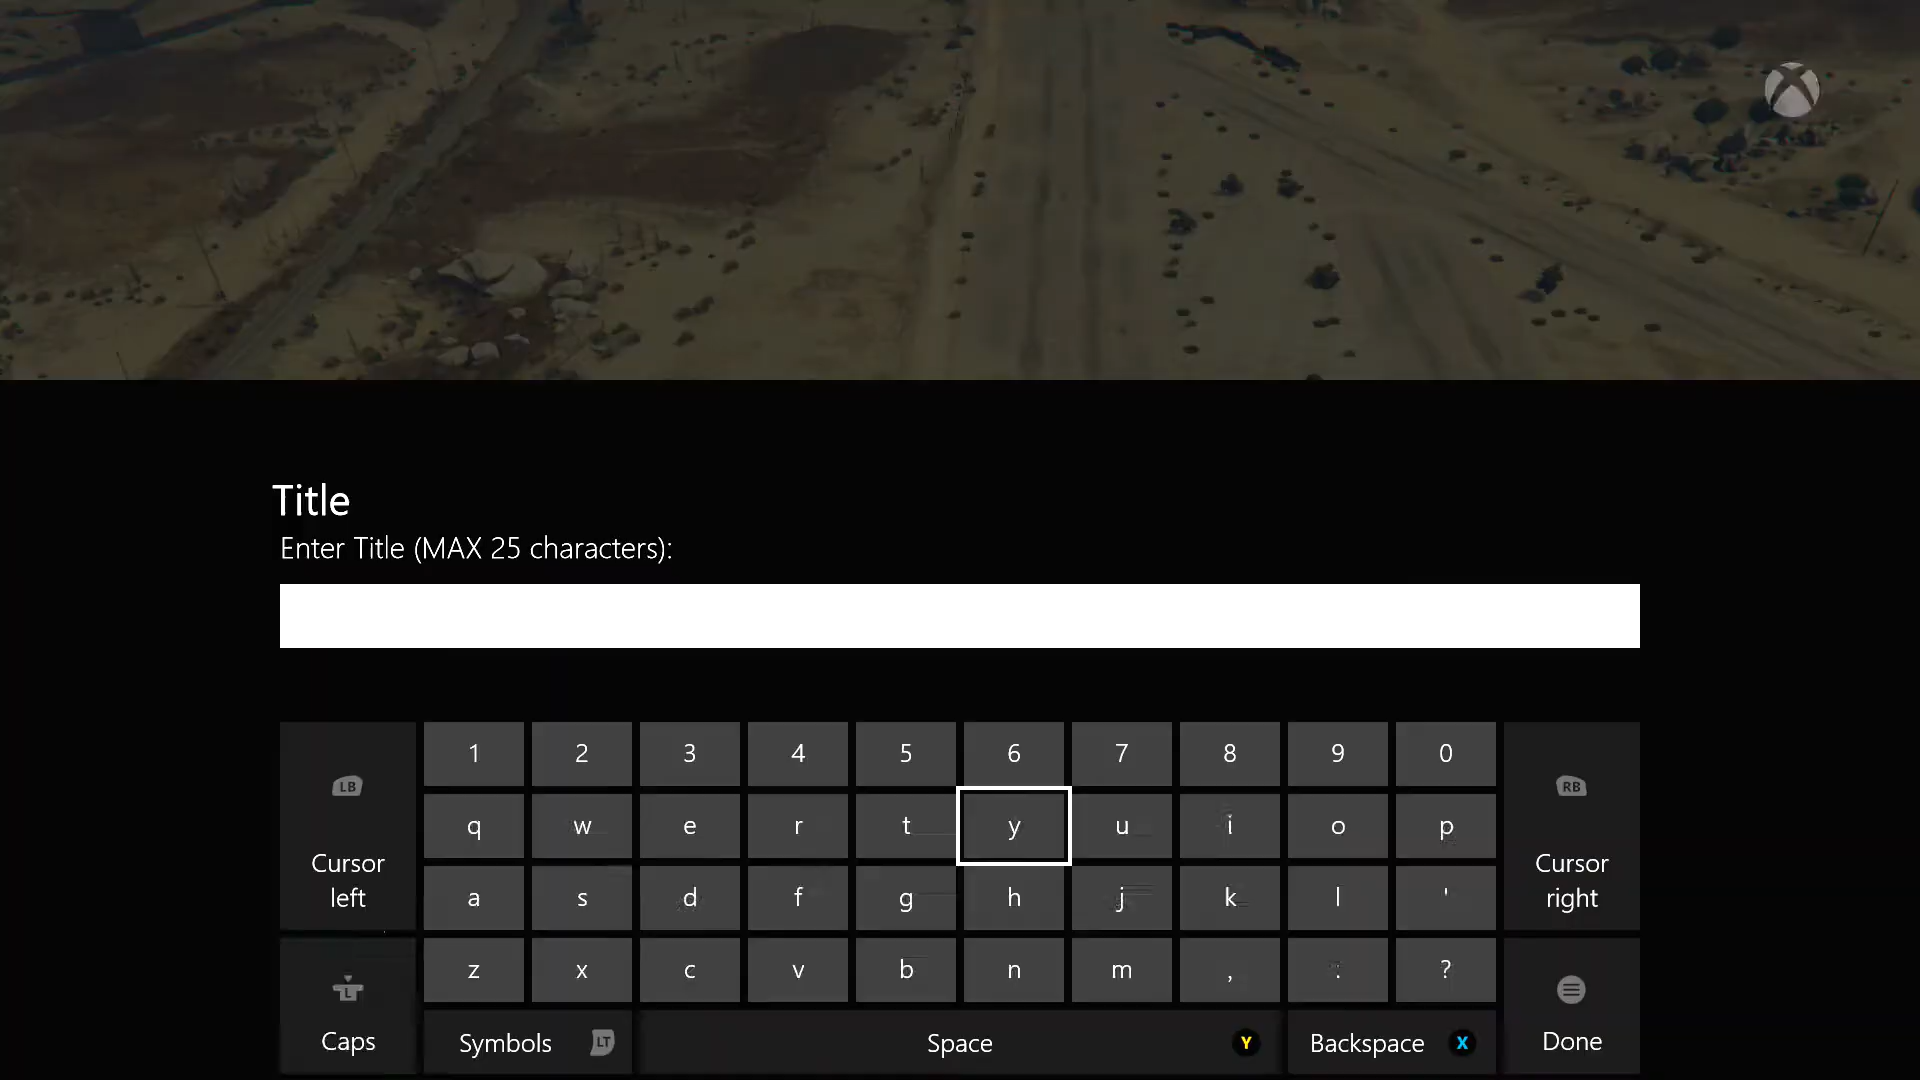 Title
Enter Title (MAX 25 characters):
1 2 3 4 5 6 7 8 9 0
LB RB
q w e r t y u i o p
Cursor left
Cursor right
a s d f g h j k l '
z x c v b n m , . ?
L
Caps
Symbols LT
Space Y
Backspace X
Done